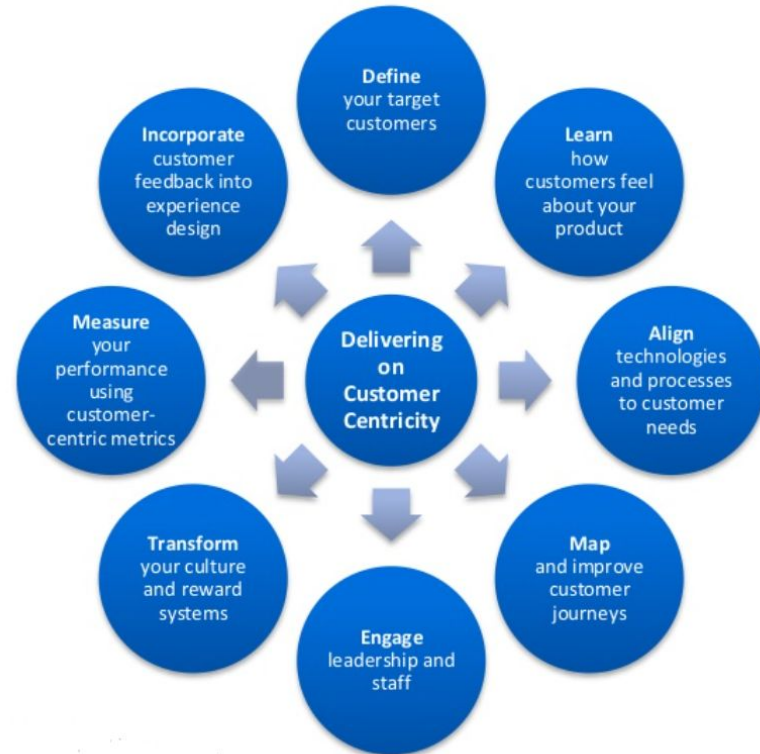 Define
your target
customers
Learn
how
customers feel
about your
product
Align
technologies
and processes
to customer
needs
Map
and improve
customer
journeys
Engage
leadership and
staff
Transform
your culture
and reward
systems
Measure
your
performance
using
customer-
centric metrics
Incorporate
customer
feedback into
experience
design
Delivering
on
Customer
Centricity